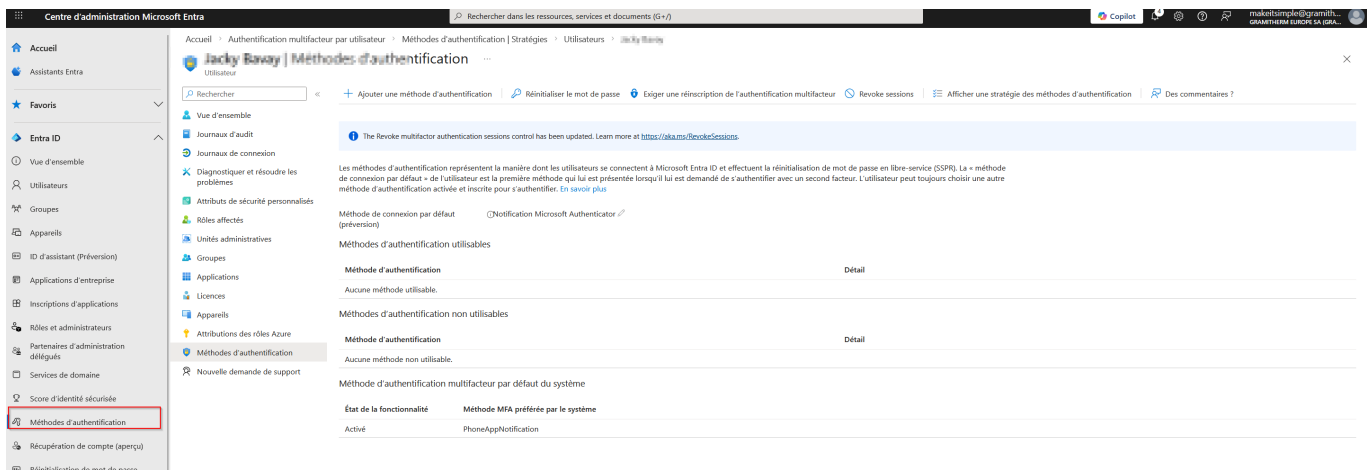 Centre d'administration Microsoft Entra
Rechercher dans les ressources, services et documents (G+/)
Copilot
makeitsimple@gramith...
GRAMITHERM EUROPE SA (GRA...
Accueil
Assistants Entra
Favoris
Entra ID
Vue d'ensemble
Utilisateurs
Groupes
Appareils
ID d'assistant (Préversion)
Applications d'entreprise
Inscriptions d'applications
Rôles et administrateurs
Partenaires d'administration
délégués
Services de domaine
Score d'identité sécurisée
Méthodes d'authentification
Récupération de compte (aperçu)
Réinitialisation de mot de passe
Accueil > Authentification multifacteur par utilisateur > Méthodes d'authentification | Stratégies > Utilisateurs >
| Méthodes d'authentification ...
Utilisateur
Rechercher
Vue d'ensemble
Journaux d'audit
Journaux de connexion
Diagnostiquer et résoudre les
problèmes
Attributs de sécurité personnalisés
Rôles affectés
Unités administratives
Groupes
Applications
Licences
Appareils
Attributions des rôles Azure
Méthodes d'authentification
Nouvelle demande de support
Ajouter une méthode d'authentification | Réinitialiser le mot de passe Exiger une réinscription de l'authentification multifacteur Revoke sessions | Afficher une stratégie des méthodes d'authentification | Des commentaires ?
The Revoke multifactor authentication sessions control has been updated. Learn more at https://aka.ms/RevokeSessions.
Les méthodes d'authentification représentent la manière dont les utilisateurs se connectent à Microsoft Entra ID et effectuent la réinitialisation de mot de passe en libre-service (SSPR). La « méthode
de connexion par défaut » de l'utilisateur est la première méthode qui lui est présentée lorsqu'il lui est demandé de s'authentifier avec un second facteur. L'utilisateur peut toujours choisir une autre
méthode d'authentification activée et inscrite pour s'authentifier. En savoir plus
Méthode de connexion par défaut Notification Microsoft Authenticator
(préversion)
Méthodes d'authentification utilisables
Méthode d'authentification Détail
Aucune méthode utilisable.
Méthodes d'authentification non utilisables
Méthode d'authentification Détail
Aucune méthode non utilisable.
Méthode d'authentification multifacteur par défaut du système
État de la fonctionnalité Méthode MFA préférée par le système
Activé PhoneAppNotification